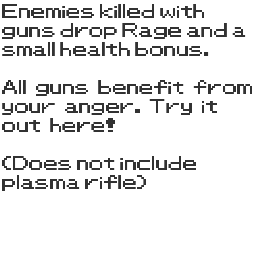 Enemies killed with
guns drop Rage and a
small health bonus.
All guns benefit from
your anger. Try it
out here!
(Does not include
plasma rifle)